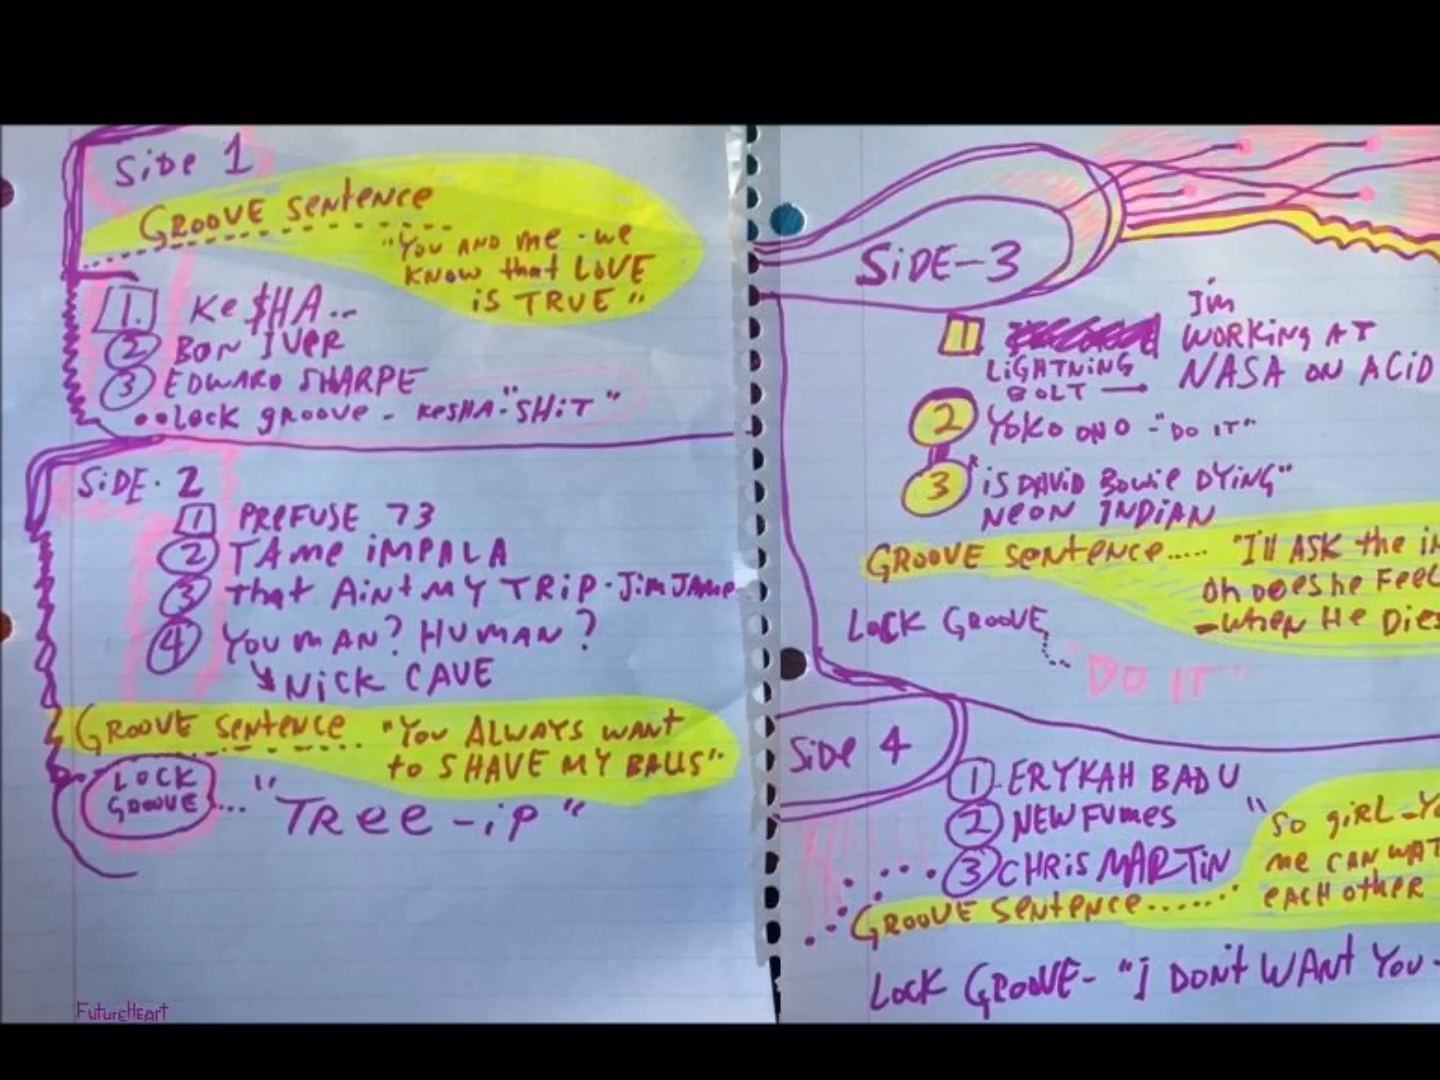 Side 1
GROOVE sentence
"YOU AND me - we
KNOW that LOVE
iS TRUE"
1. Ke$HA..
2 BON IVER
3 EDWARD SHARPE
..LOCK groove - KeSHA-"SHiT"
SiDE. 2
1 PReFUSE 73
2 TAme iMPALA
3 that AiNt MY TRiP. JiM JAMe
4 YOU MAN? HUMAN?
NiCK CAVE
GROOVE sentence "YOU ALWAYS WANT
to SHAVE MY BALLS"
LOCK
GROOVE ... "TRee-iP"
FutureHeart
SiDE-3
Jim
1 WORKiNG AT
LiGHTNiNG NASA ON ACiD
BOLT
2 YOKO ONO - "DO IT"
3 "iS DAViD BOWiE DYiNG"
NEON INDiAN
GROOVE sentence..... "I'll ASK the
Oh DOES he FeeL
-WHEN He DieS
LOCK GROOVE
"DO IT"
Side 4
1 ERYKAH BADU
2 NEW FUMES
3 CHRiS MARTiN
GROOVE Sentence.......
"SO giRL - YO
me CAN WAT
eACH OtHeR
LOCK GROOVE- "I DON't WANT YOU-